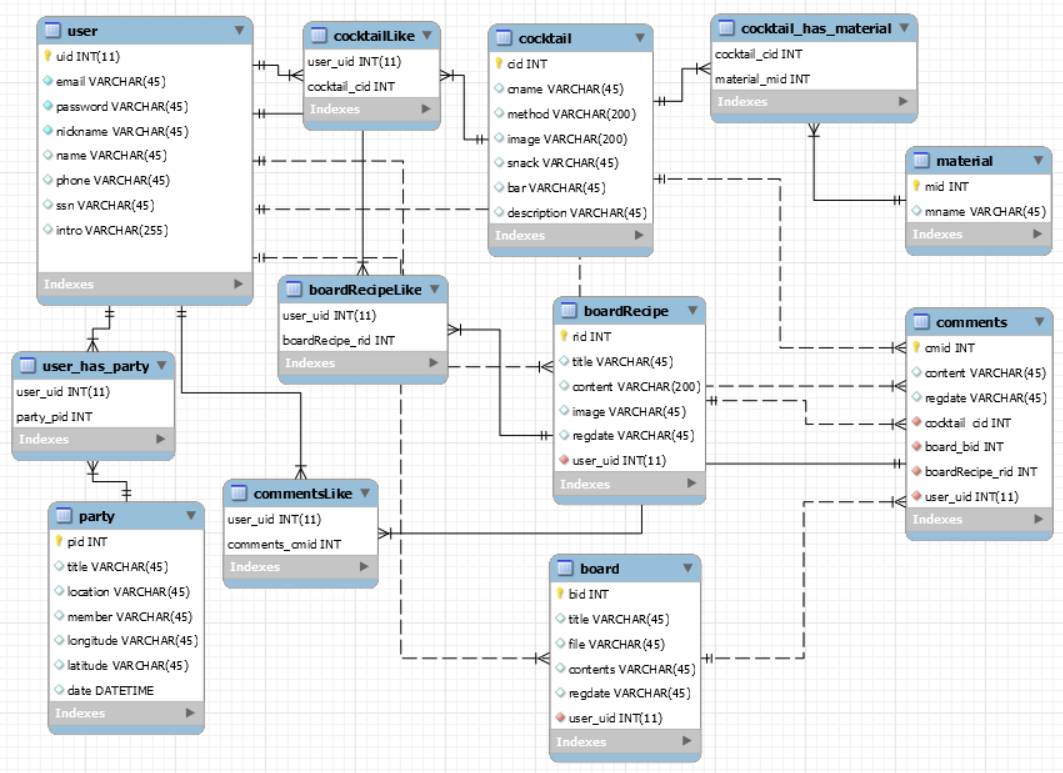 user
uid INT(11)
email VARCHAR(45)
password VARCHAR(45)
nickname VARCHAR(45)
name VARCHAR(45)
phone VARCHAR(45)
ssn VARCHAR(45)
intro VARCHAR(255)
Indexes
cocktailLike
user_uid INT(11)
cocktail_cid INT
Indexes
cocktail
cid INT
cname VARCHAR(45)
method VARCHAR(200)
image VARCHAR(200)
snack VARCHAR(45)
bar VARCHAR(45)
description VARCHAR(45)
Indexes
cocktail_has_material
cocktail_cid INT
material_mid INT
Indexes
material
mid INT
mname VARCHAR(45)
Indexes
boardRecipeLike
user_uid INT(11)
boardRecipe_rid INT
Indexes
boardRecipe
rid INT
title VARCHAR(45)
content VARCHAR(200)
image VARCHAR(45)
regdate VARCHAR(45)
user_uid INT(11)
Indexes
comments
cmid INT
content VARCHAR(45)
regdate VARCHAR(45)
cocktail_cid INT
board_bid INT
boardRecipe_rid INT
user_uid INT(11)
Indexes
user_has_party
user_uid INT(11)
party_pid INT
Indexes
commentsLike
user_uid INT(11)
comments_cmid INT
Indexes
party
pid INT
title VARCHAR(45)
location VARCHAR(45)
member VARCHAR(45)
longitude VARCHAR(45)
latitude VARCHAR(45)
date DATETIME
Indexes
board
bid INT
title VARCHAR(45)
file VARCHAR(45)
contents VARCHAR(45)
regdate VARCHAR(45)
user_uid INT(11)
Indexes